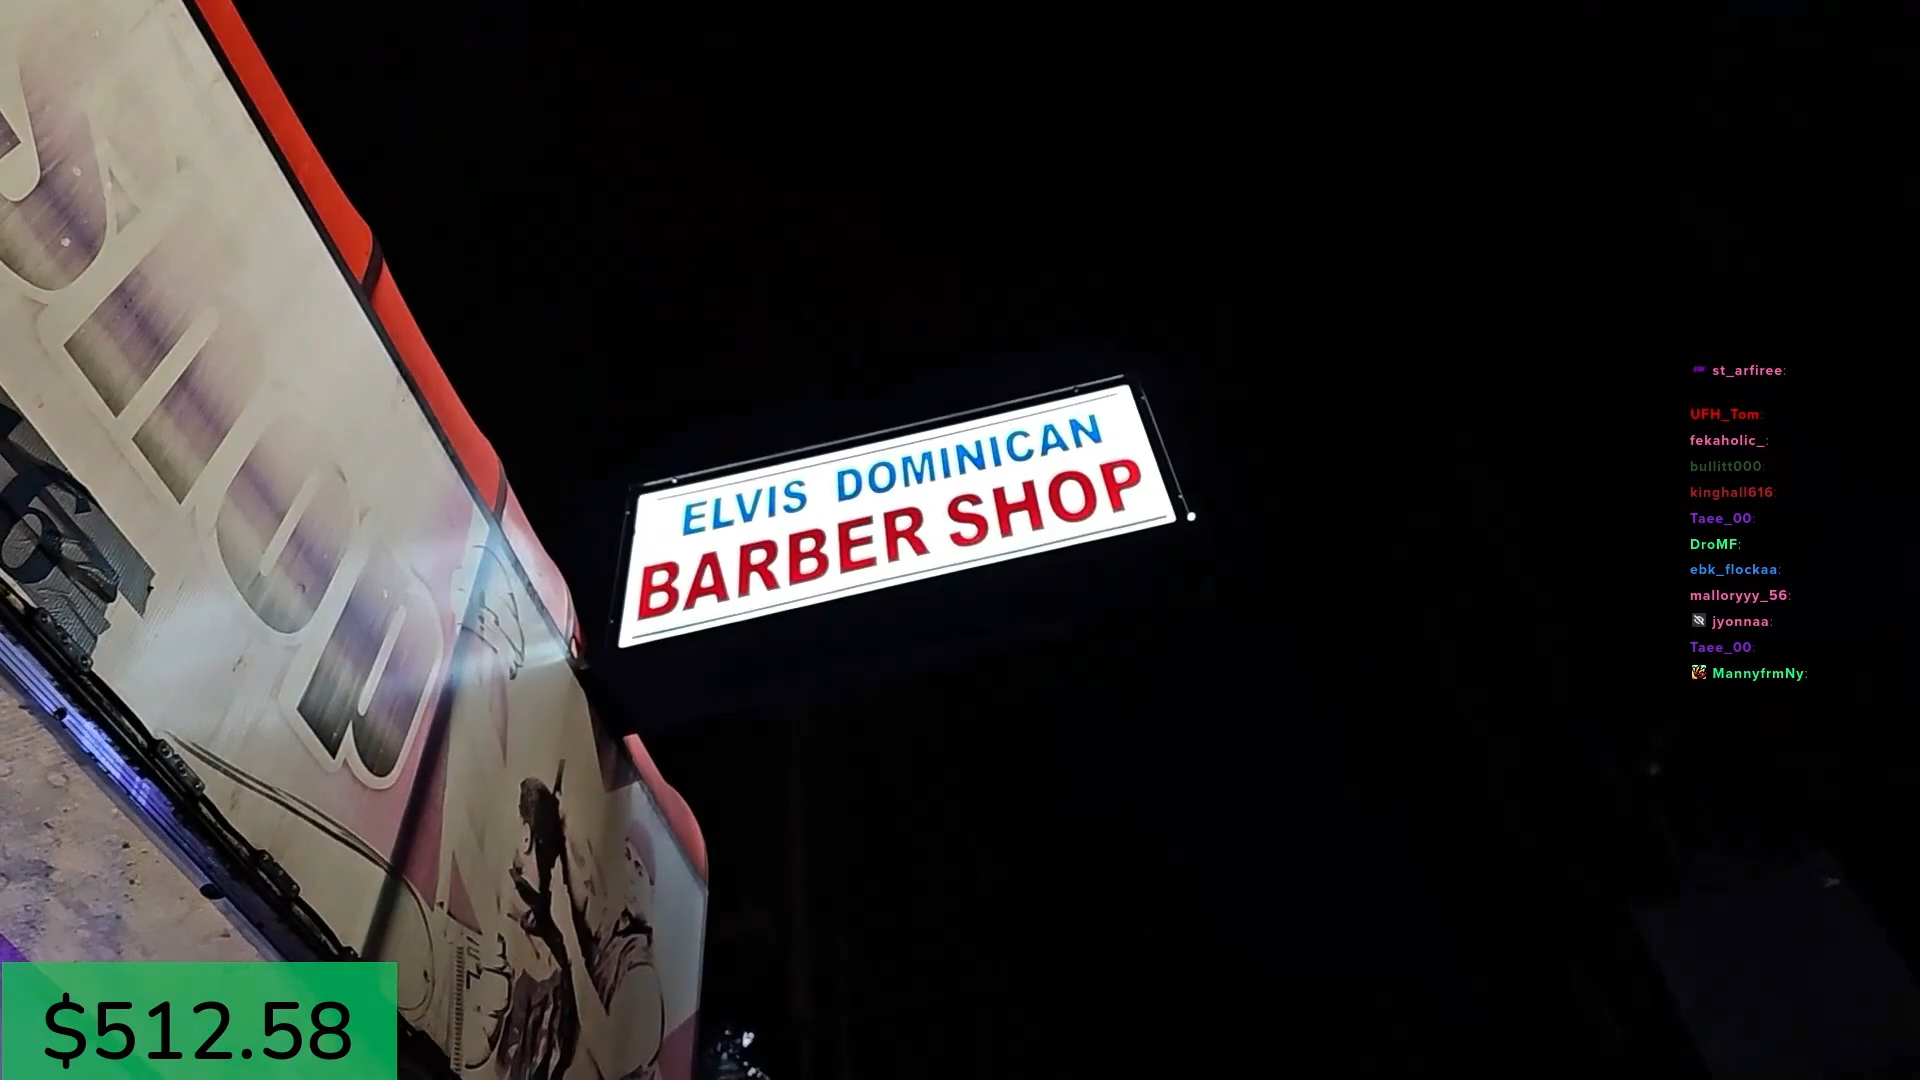 ELVIS DOMINICAN
BARBER SHOP
st_arfiree:
UFH_Tom:
fekaholic_:
bullitt000:
kinghall616:
Taee_00:
DroMF:
ebk_flockaa:
malloryyy_56:
jyonnaa:
Taee_00:
MannyfrmNy:
$512.58